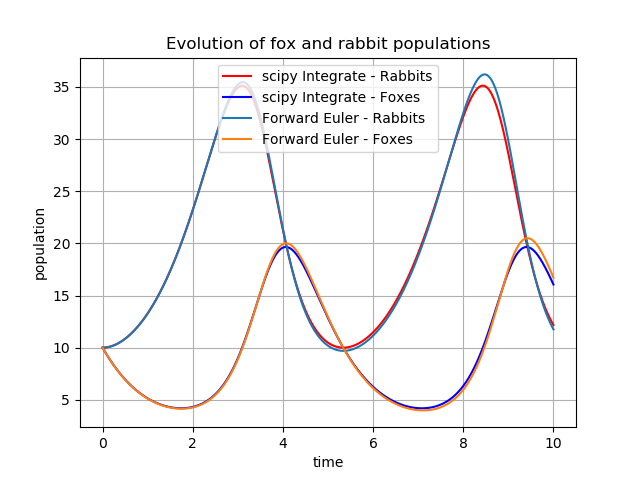 Evolution of fox and rabbit populations
scipy Integrate - Rabbits
scipy Integrate - Foxes
Forward Euler - Rabbits
Forward Euler - Foxes
population
35
30
25
20
15
10
5
0 2 4 6 8 10
time